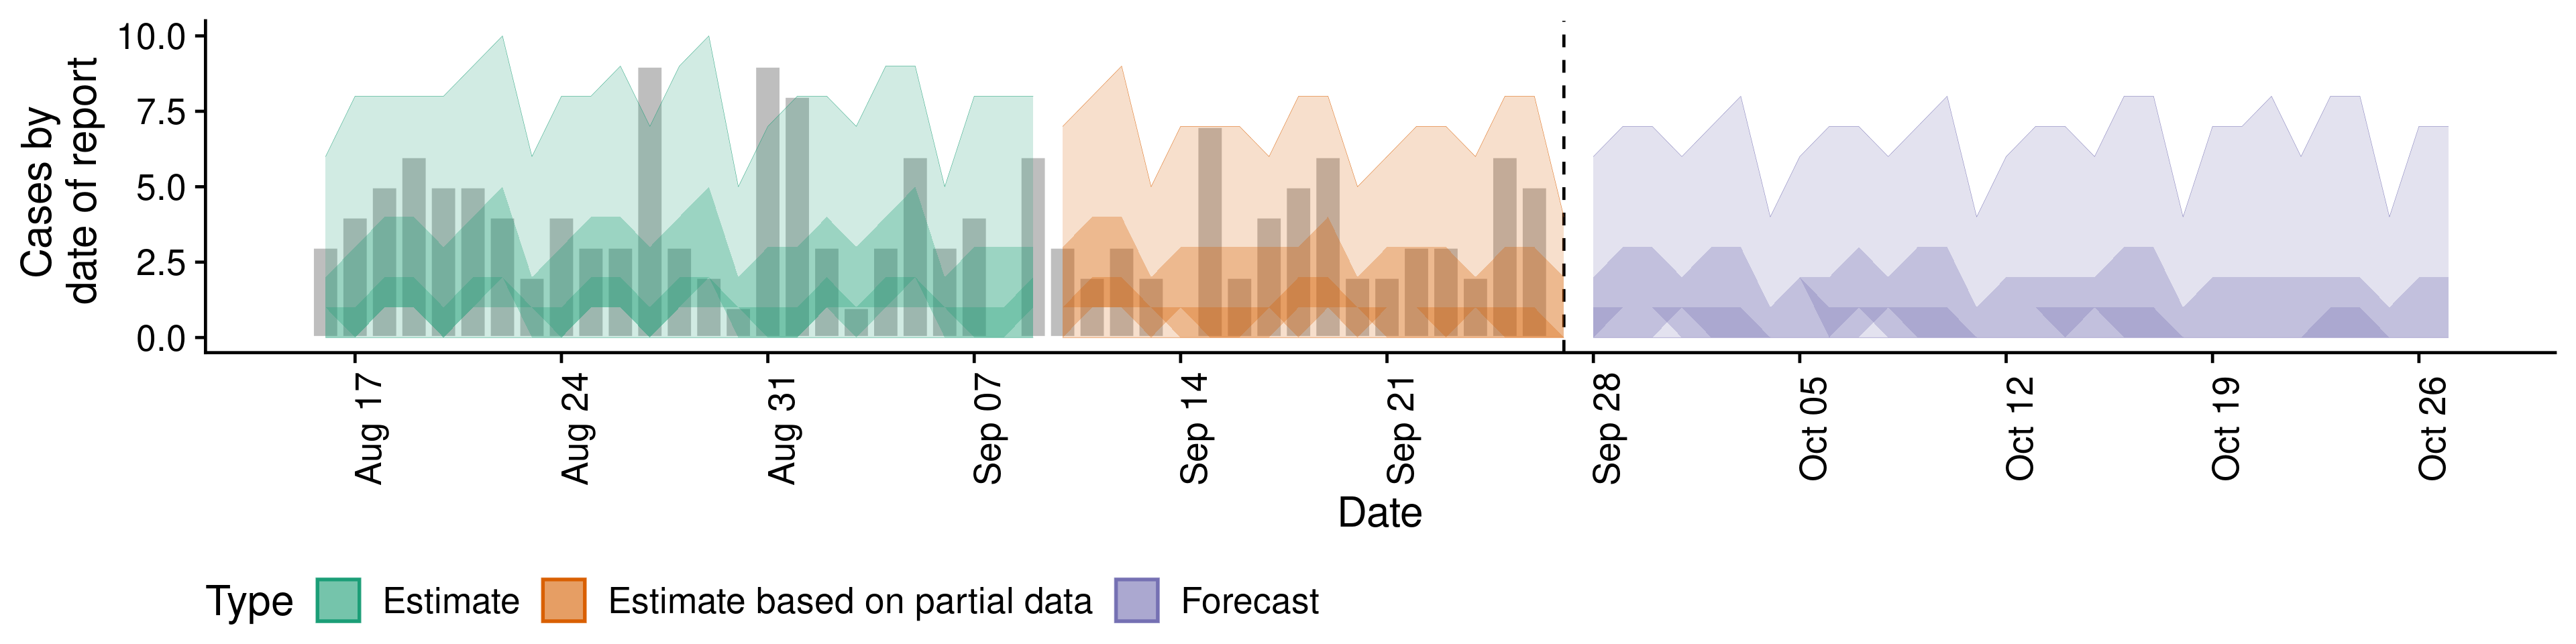 Cases by
date of report
10.0
7.5
5.0
2.5
0.0
Aug 17
Aug 24
Aug 31
Sep 07
Sep 14
Sep 21
Sep 28
Oct 05
Oct 12
Oct 19
Oct 26
Date
Type Estimate Estimate based on partial data Forecast